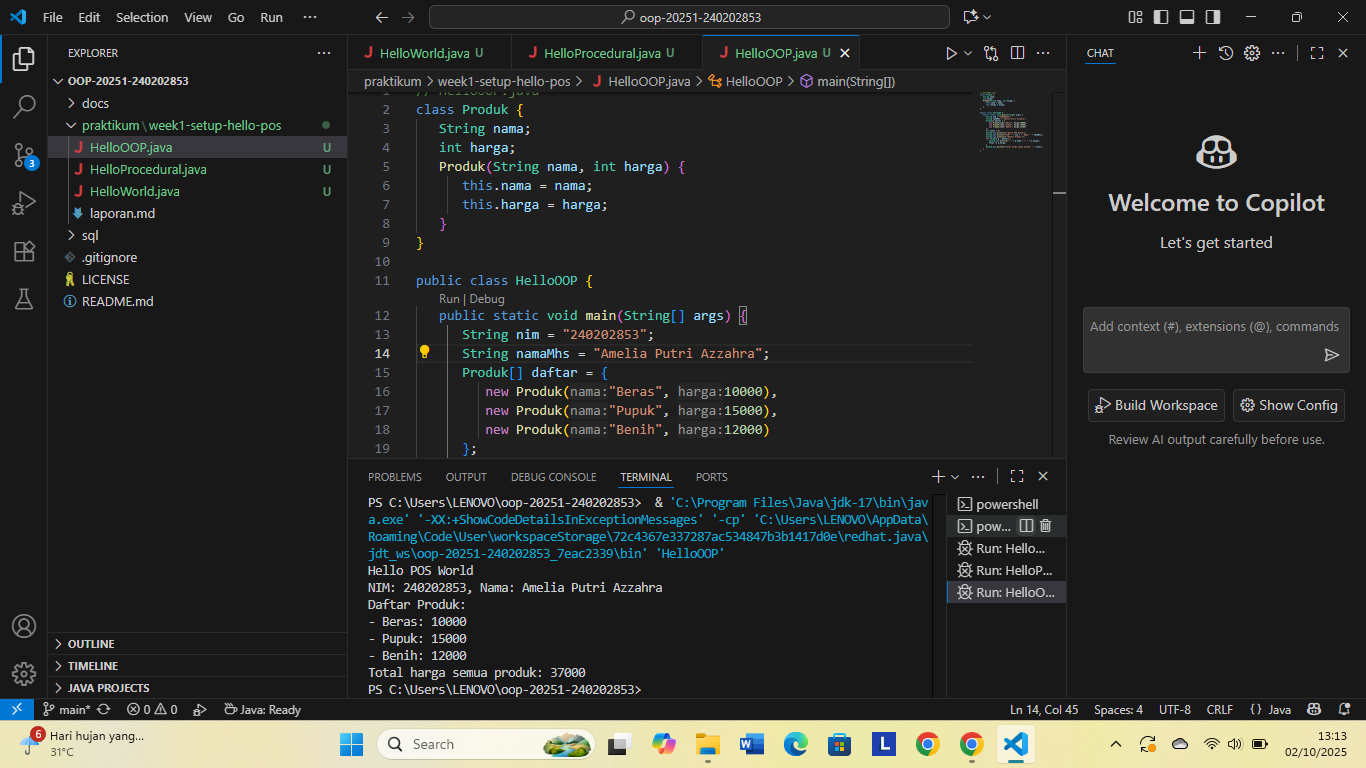 File Edit Selection View Go Run ···
oop-20251-240202853
EXPLORER ···
OOP-20251-240202853
docs
praktikum\week1-setup-hello-pos
HelloOOP.java U
HelloProcedural.java U
HelloWorld.java U
laporan.md
sql
.gitignore
LICENSE
README.md
3
OUTLINE
TIMELINE
JAVA PROJECTS
HelloWorld.java U
HelloProcedural.java U
HelloOOP.java U
praktikum > week1-setup-hello-pos > HelloOOP.java > HelloOOP > main(String[])
1 // HelloOOP.java
2 class Produk {
3 String nama;
4 int harga;
5 Produk(String nama, int harga) {
6 this.nama = nama;
7 this.harga = harga;
8 }
9 }
10
11 public class HelloOOP {
Run | Debug
12 public static void main(String[] args) {
13 String nim = "240202853";
14 String namaMhs = "Amelia Putri Azzahra";
15 Produk[] daftar = {
16 new Produk(nama:"Beras", harga:10000),
17 new Produk(nama:"Pupuk", harga:15000),
18 new Produk(nama:"Benih", harga:12000)
19 };
PROBLEMS OUTPUT DEBUG CONSOLE TERMINAL PORTS
PS C:\Users\LENOVO\oop-20251-240202853> & 'C:\Program Files\Java\jdk-17\bin\jav
a.exe' '-XX:+ShowCodeDetailsInExceptionMessages' '-cp' 'C:\Users\LENOVO\AppData\
Roaming\Code\User\workspaceStorage\72c4367e337287ac534847b3b1417d0e\redhat.java\
jdt_ws\oop-20251-240202853_7eac2339\bin' 'HelloOOP'
Hello POS World
NIM: 240202853, Nama: Amelia Putri Azzahra
Daftar Produk:
- Beras: 10000
- Pupuk: 15000
- Benih: 12000
Total harga semua produk: 37000
PS C:\Users\LENOVO\oop-20251-240202853>
powershell
pow...
Run: Hello...
Run: HelloP...
Run: HelloO...
CHAT
Welcome to Copilot
Let's get started
Add context (#), extensions (@), commands
Build Workspace
Show Config
Review AI output carefully before use.
main* 0 0 Java: Ready
Ln 14, Col 45 Spaces: 4 UTF-8 CRLF {} Java
6
Hari hujan yang...
31°C
Search
L
13:13
02/10/2025